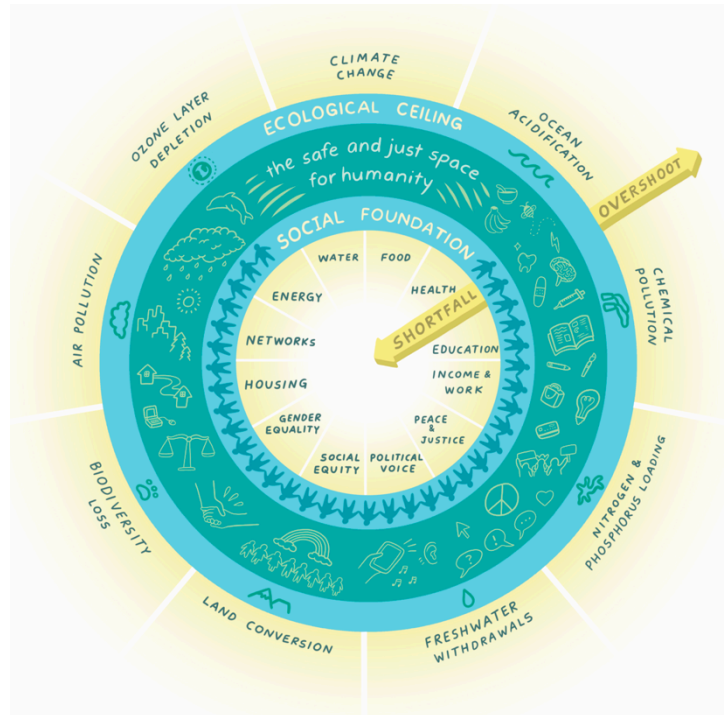 CLIMATE
CHANGE
OCEAN
ACIDIFICATION
CHEMICAL
POLLUTION
NITROGEN &
PHOSPHORUS LOADING
FRESHWATER
WITHDRAWALS
LAND CONVERSION
BIODIVERSITY
LOSS
AIR POLLUTION
OZONE LAYER
DEPLETION
OVERSHOOT
ECOLOGICAL CEILING
the safe and just space
for humanity
SOCIAL FOUNDATION
SHORTFALL
WATER
FOOD
HEALTH
EDUCATION
INCOME &
WORK
PEACE
&
JUSTICE
POLITICAL
VOICE
SOCIAL
EQUITY
GENDER
EQUALITY
HOUSING
NETWORKS
ENERGY